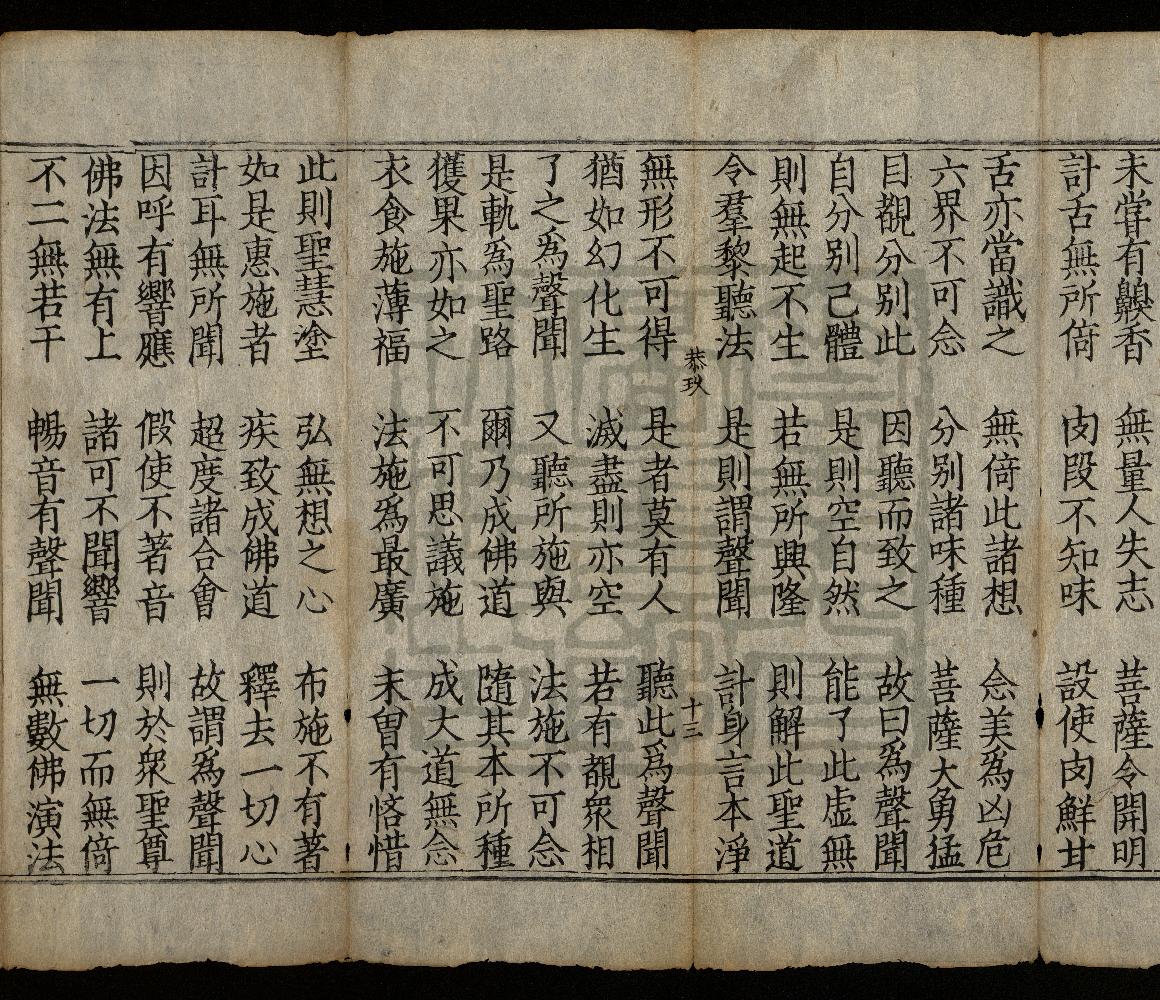 未甞有齅香　無量人失志　菩薩令開明
計舌無所倚　肉段不知味　設使肉鮮甘
舌亦當識之　無倚此諸想　念美為凶危
六界不可念　分别諸味種　菩薩大勇猛
目覩分别此　因聽而致之　故曰為聲聞
自分别己體　是則空自然　能了此虛無
則無起不生　若無所興隆　則解此聖道
令羣黎聽法　是則謂聲聞　計身言本淨
恭玖　十三
無形不可得　是者莫有人　聽此為聲聞
猶如幻化生　滅盡則亦空　若有覩衆相
了之為聲聞　又聽所施與　法施不可念
是軌為聖路　爾乃成佛道　隨其本所種
獲果亦如之　不可思議施　成大道無念
衣食施薄福　法施為最廣　未曾有悋惜
此則聖慧塗　弘無想之心　布施不有著
如是惠施者　疾致成佛道　釋去一切心
計耳無所聞　超度諸合會　故謂為聲聞
因呼有響應　假使不著音　則於衆聖尊
佛法無有上　諸可不聞響　一切而無倚
不二無若干　暢音有聲聞　無數佛演法